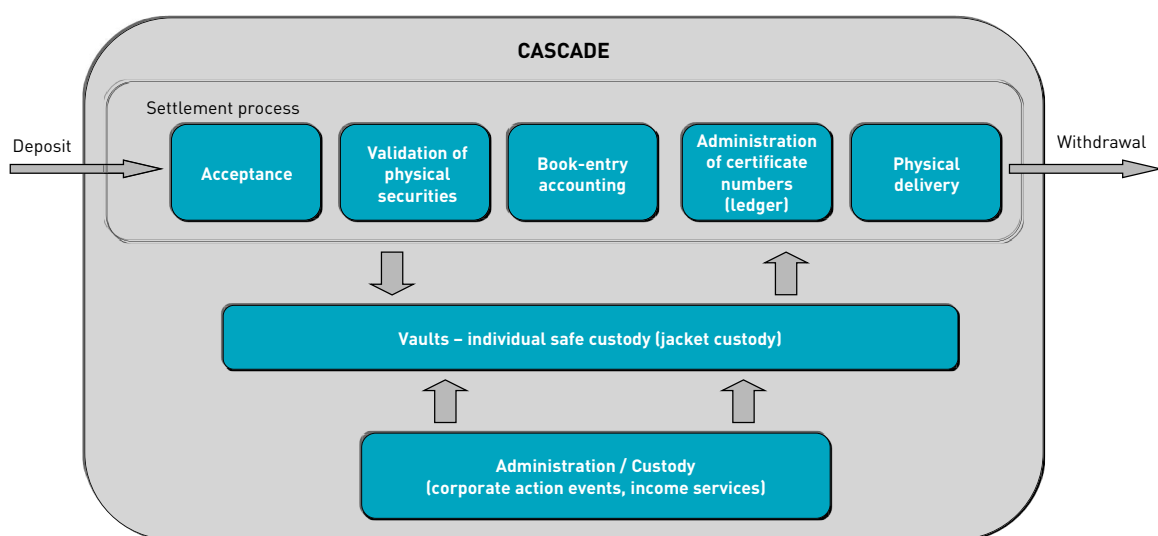 CASCADE
Settlement process
Deposit
Acceptance
Validation of
physical
securities
Book-entry
accounting
Administration
of certificate
numbers
(ledger)
Physical
delivery
Withdrawal
Vaults – individual safe custody (jacket custody)
Administration / Custody
(corporate action events, income services)